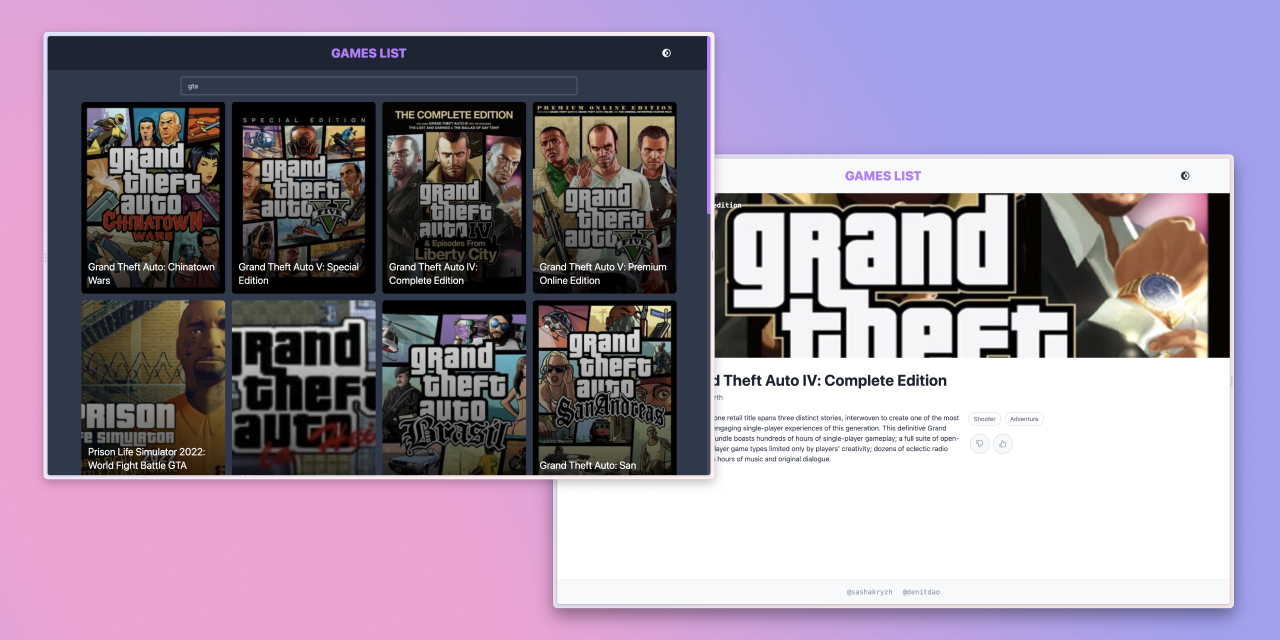 GAMES LIST
gta
grand
theft
auto
CHINATOWN
WARS
Grand Theft Auto: Chinatown
Wars
SPECIAL EDITION
grand
theft
auto
V
FIVE
Grand Theft Auto V: Special
Edition
THE COMPLETE EDITION
THE LOST AND DAMNED & THE BALLAD OF GAY TONY
grand
theft
auto IV
& Episodes From
Liberty City
Grand Theft Auto IV:
Complete Edition
PREMIUM ONLINE EDITION
grand
theft
auto
V
FIVE
Grand Theft Auto V: Premium
Online Edition
PRISON
FE SIMULATOR
Prison Life Simulator 2022:
World Fight Battle GTA
grand
theft
grand
theft
auto
Brasil
grand
theft
auto
San Andreas
Grand Theft Auto: San
GAMES LIST
edition
grand
theft
d Theft Auto IV: Complete Edition
rth
one retail title spans three distinct stories, interwoven to create one of the most
engaging single-player experiences of this generation. This definitive Grand
undle boasts hundreds of hours of single-player gameplay; a full suite of open-
layer game types limited only by players' creativity; dozens of eclectic radio
hours of music and original dialogue.
Shooter
Adventure
@sashakryzh @denitdao